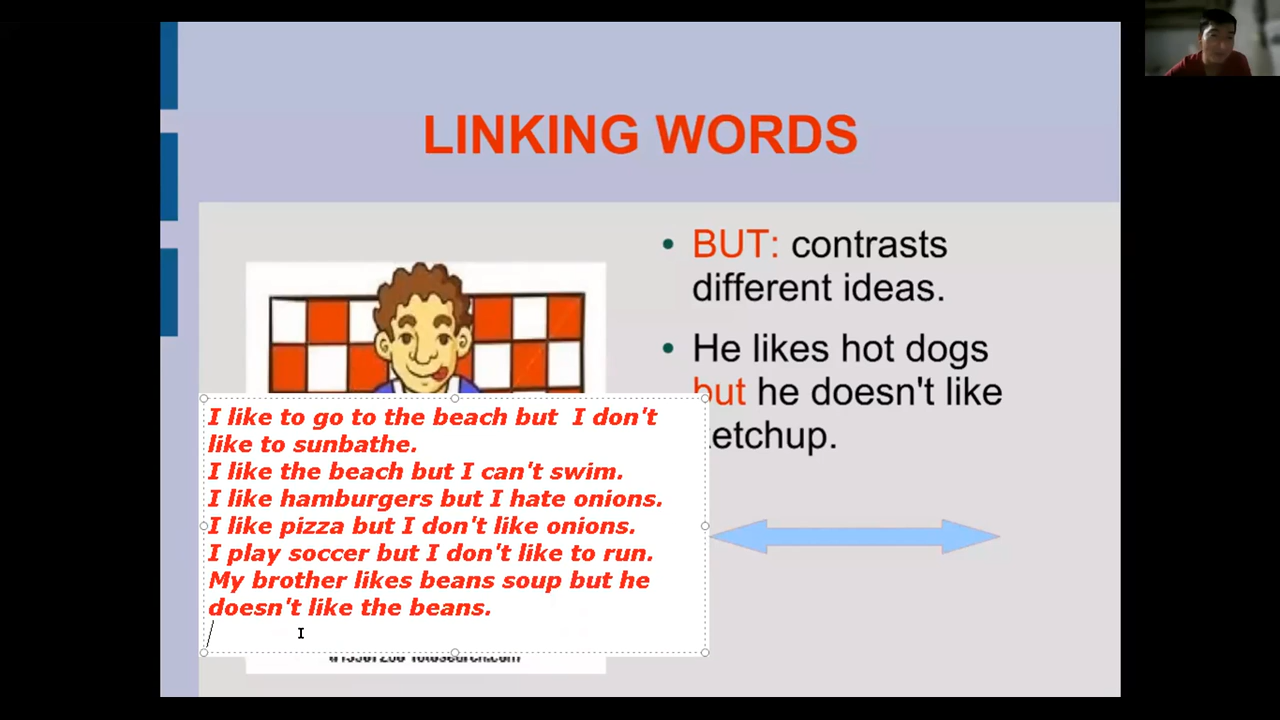 LINKING WORDS
• BUT: contrasts
different ideas.
• He likes hot dogs
but he doesn't like
etchup.
I like to go to the beach but  I don't
like to sunbathe.
I like the beach but I can't swim.
I like hamburgers but I hate onions.
I like pizza but I don't like onions.
I play soccer but I don't like to run.
My brother likes beans soup but he
doesn't like the beans.